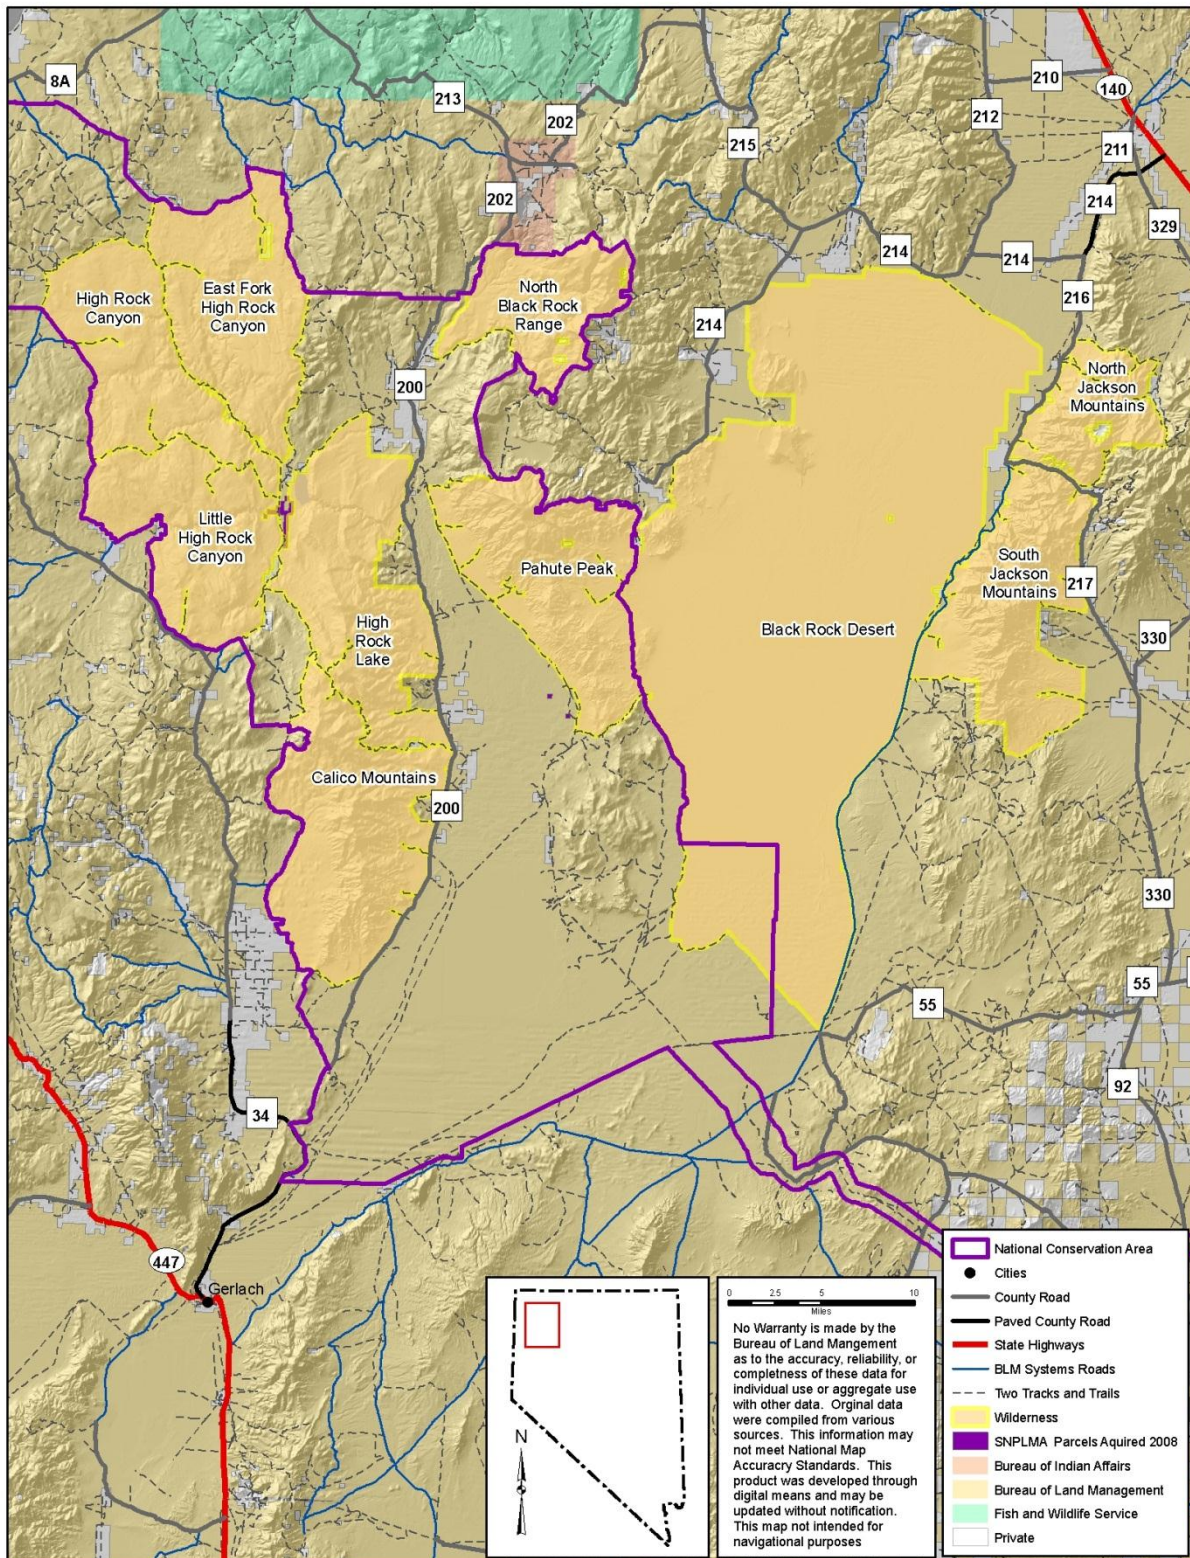 8A
213
202
202
215
212
210
140
211
214
329
214
214
216
214
200
High Rock
Canyon
East Fork
High Rock
Canyon
North
Black Rock
Range
North
Jackson
Mountains
Little
High Rock
Canyon
Pahute Peak
South
Jackson
Mountains
217
High
Rock
Lake
Black Rock Desert
330
Calico Mountains
200
330
55
55
92
34
447
Gerlach
National Conservation Area
Cities
County Road
Paved County Road
State Highways
BLM Systems Roads
Two Tracks and Trails
Wilderness
SNPLMA Parcels Aquired 2008
Bureau of Indian Affairs
Bureau of Land Management
Fish and Wildlife Service
Private
N
0 2.5 5 10
Miles
No Warranty is made by the
Bureau of Land Mangement
as to the accuracy, reliability, or
completness of these data for
individual use or aggregate use
with other data. Orginal data
were compiled from various
sources. This information may
not meet National Map
Accuracry Standards. This
product was developed through
digital means and may be
updated without notification.
This map not intended for
navigational purposes